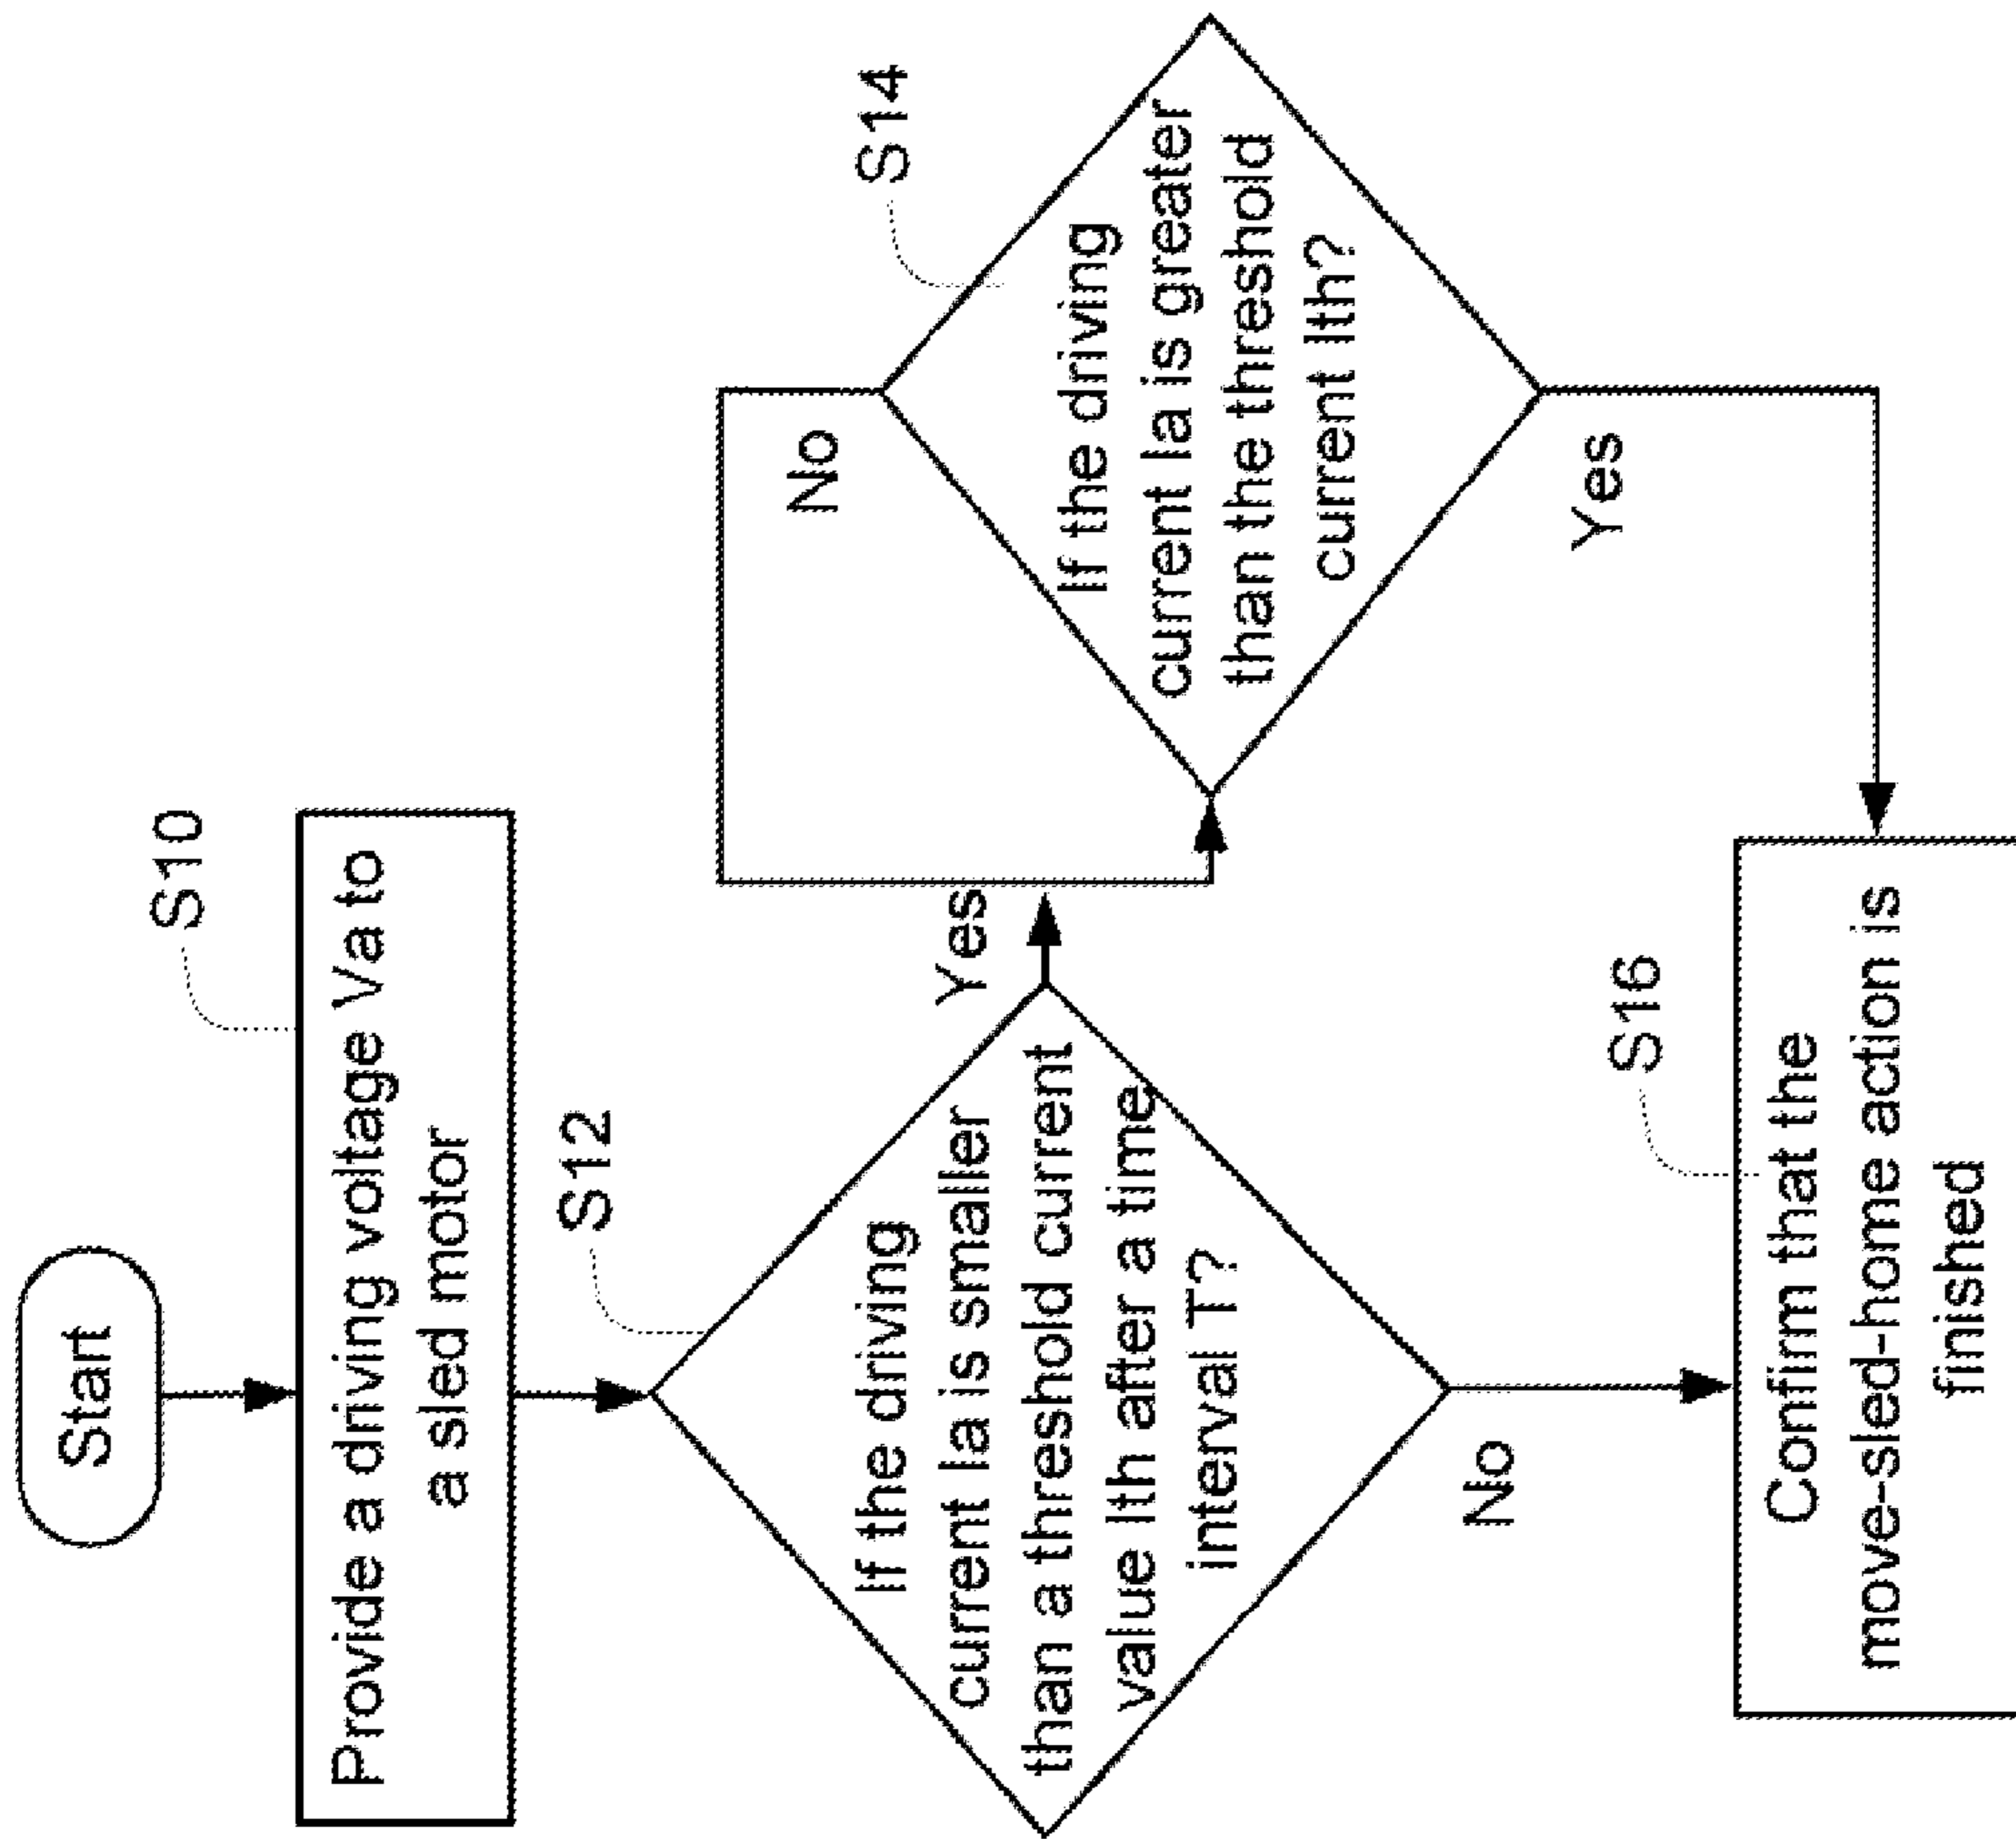 Start
S10
Provide a driving voltage Va to
a sled motor
S12
If the driving
current Ia is smaller
than a threshold current
value Ith after a time
interval T?
Yes
No
S14
If the driving
current Ia is greater
than the threshold
current Ith?
No
Yes
S16
Confirm that the
move-sled-home action is
finished